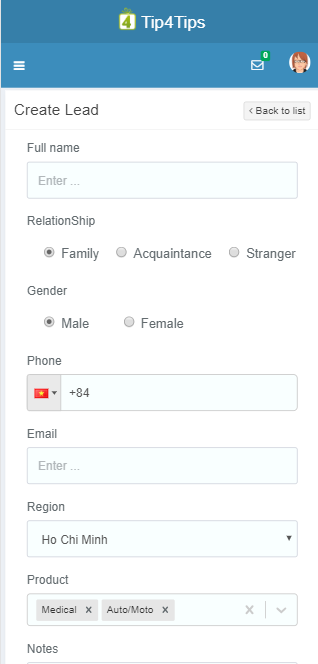 4 Tip4Tips
0
Create Lead
‹ Back to list
Full name
Enter ...
RelationShip
Family Acquaintance Stranger
Gender
Male Female
Phone
+84
Email
Enter ...
Region
Ho Chi Minh
Product
Medical × Auto/Moto ×
Notes